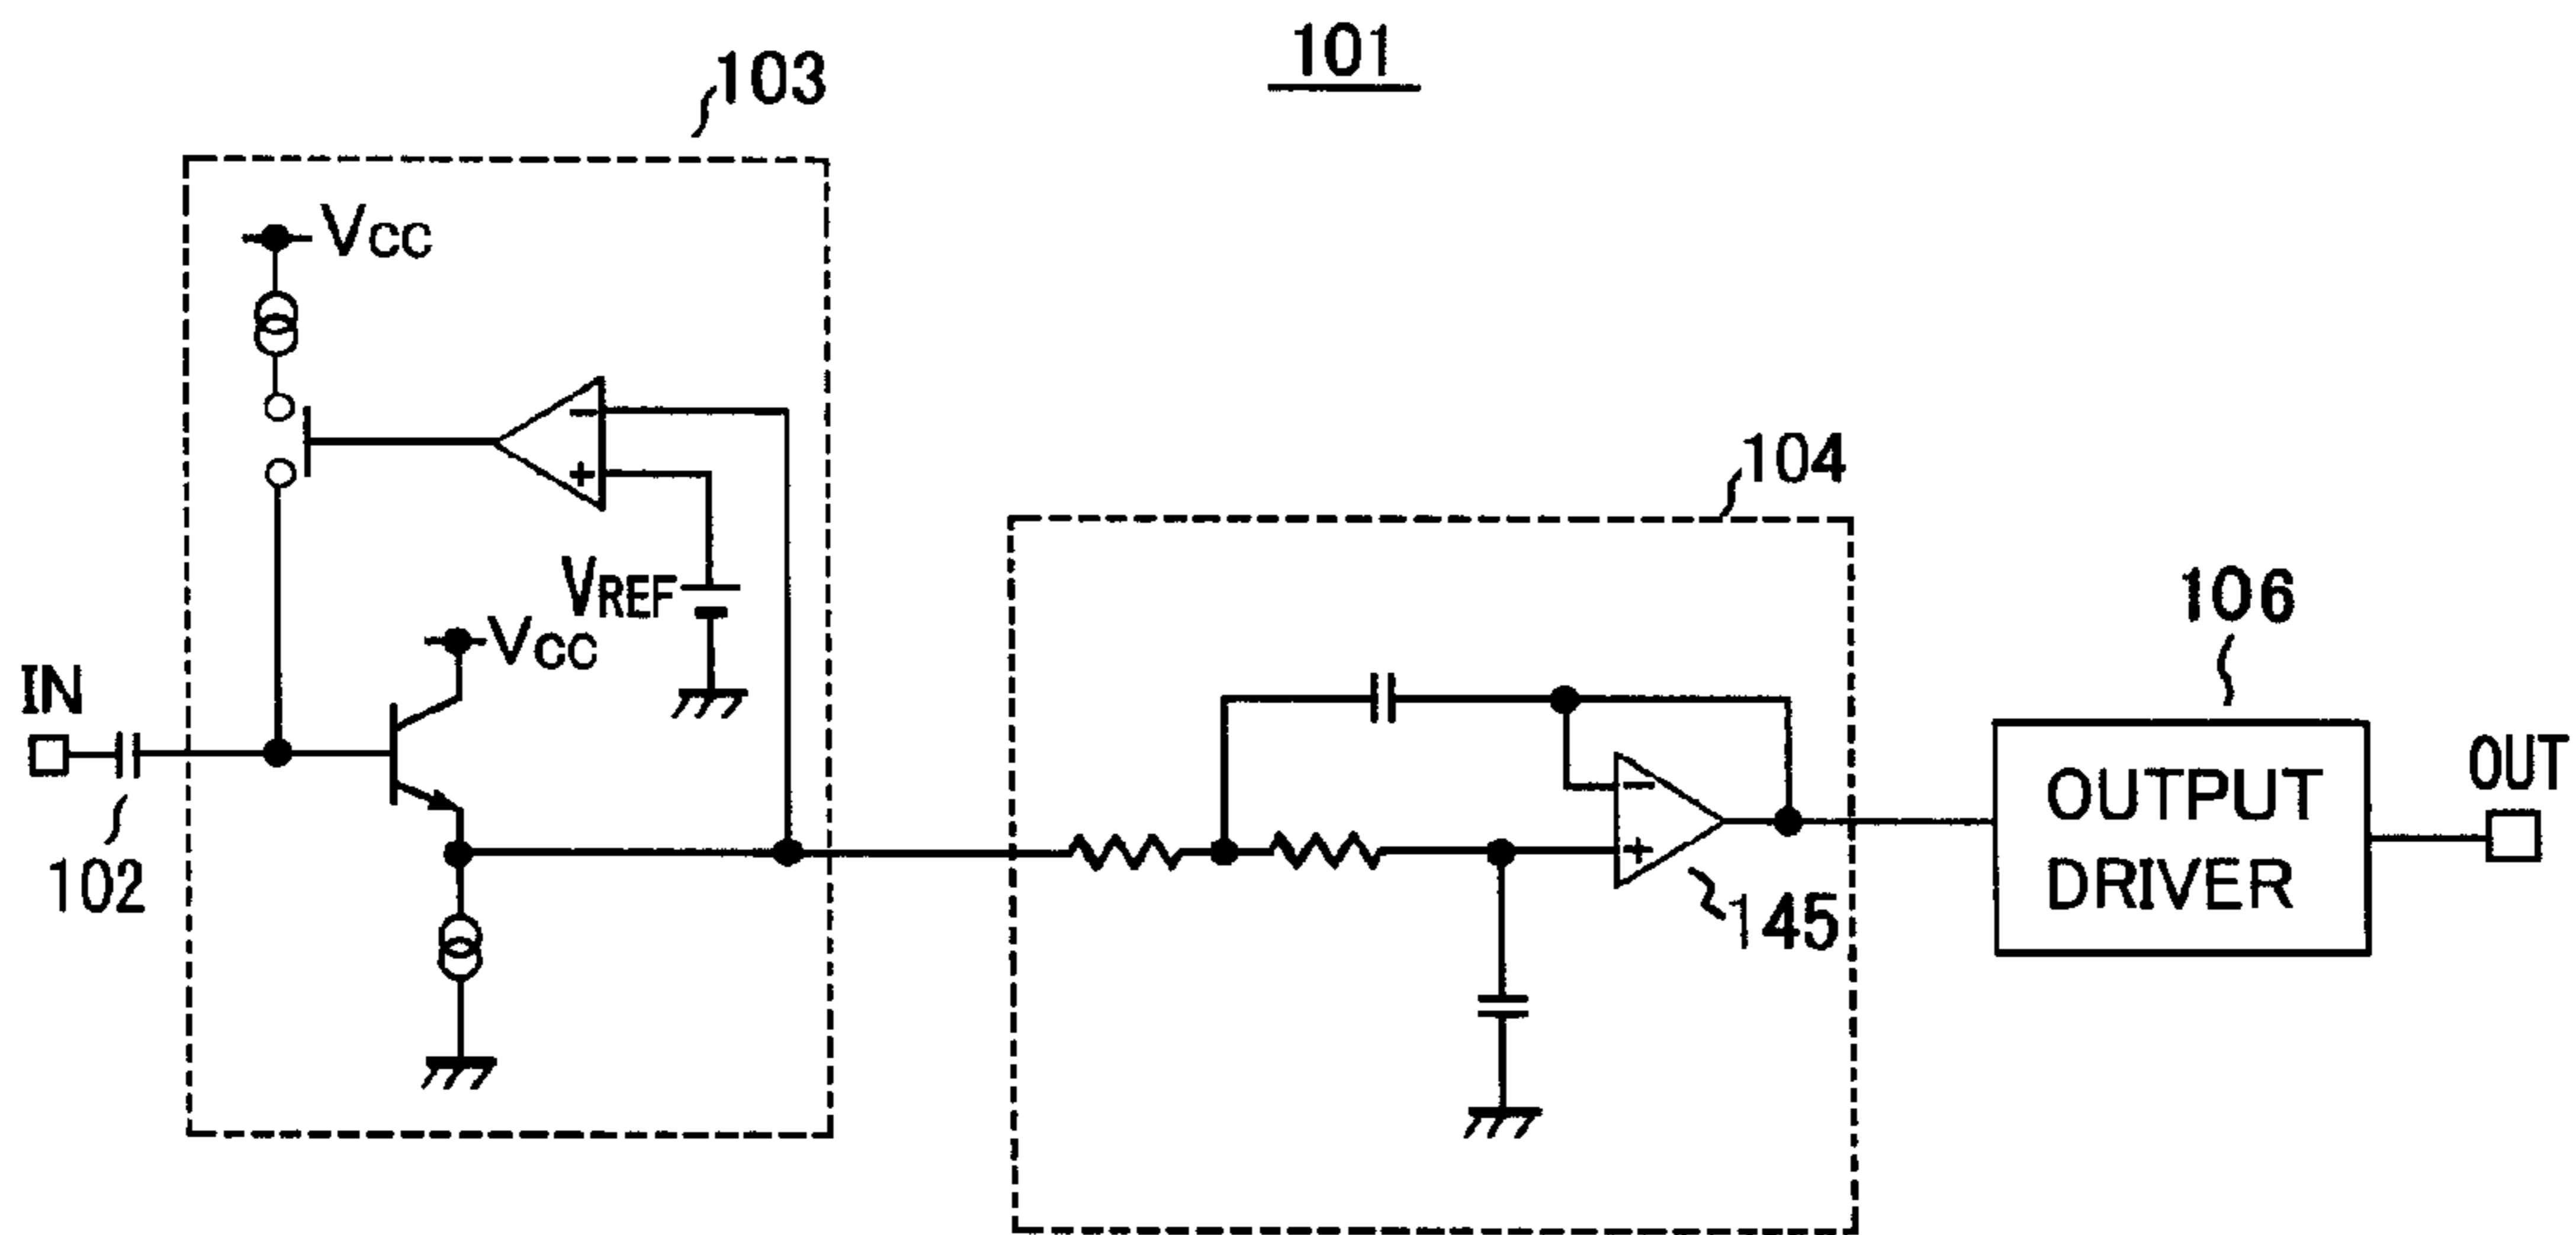 101
103
VCC
104
VREF
106
VCC
IN
OUT
OUTPUT
DRIVER
102
145
-
+
-
+